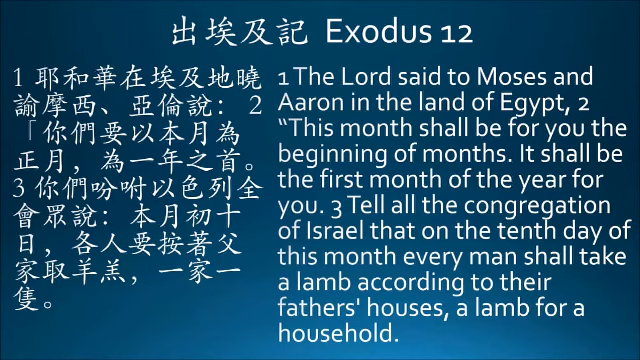 出埃及記 Exodus 12
1 耶和華在埃及地曉
諭摩西、亞倫說： 2
「你們要以本月為
正月，為一年之首。
3 你們吩咐以色列全
會眾說：本月初十
日，各人要按著父
家取羊羔，一家一
隻。
1 The Lord said to Moses and
Aaron in the land of Egypt, 2
“This month shall be for you the
beginning of months. It shall be
the first month of the year for
you. 3 Tell all the congregation
of Israel that on the tenth day of
this month every man shall take
a lamb according to their
fathers' houses, a lamb for a
household.